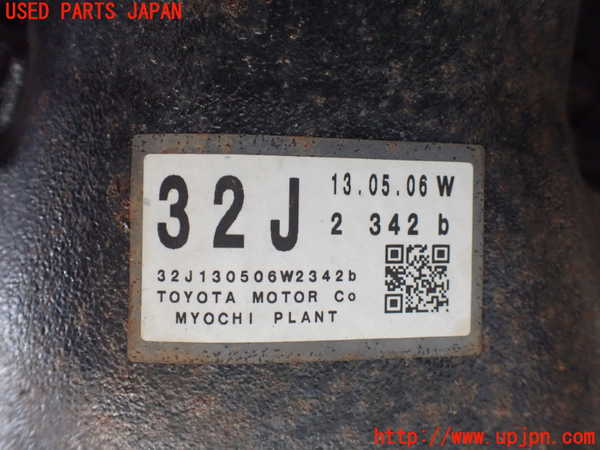 USED PARTS JAPAN
32J 13.05.06 W
2 342 b
32J130506W2342b
TOYOTA MOTOR Co
MYOCHI PLANT
http://www.upjpn.com/